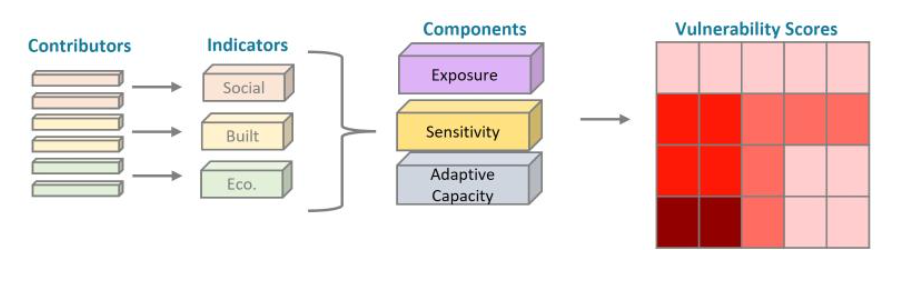 Contributors
Indicators
Components
Vulnerability Scores
Social
Built
Eco.
Exposure
Sensitivity
Adaptive
Capacity